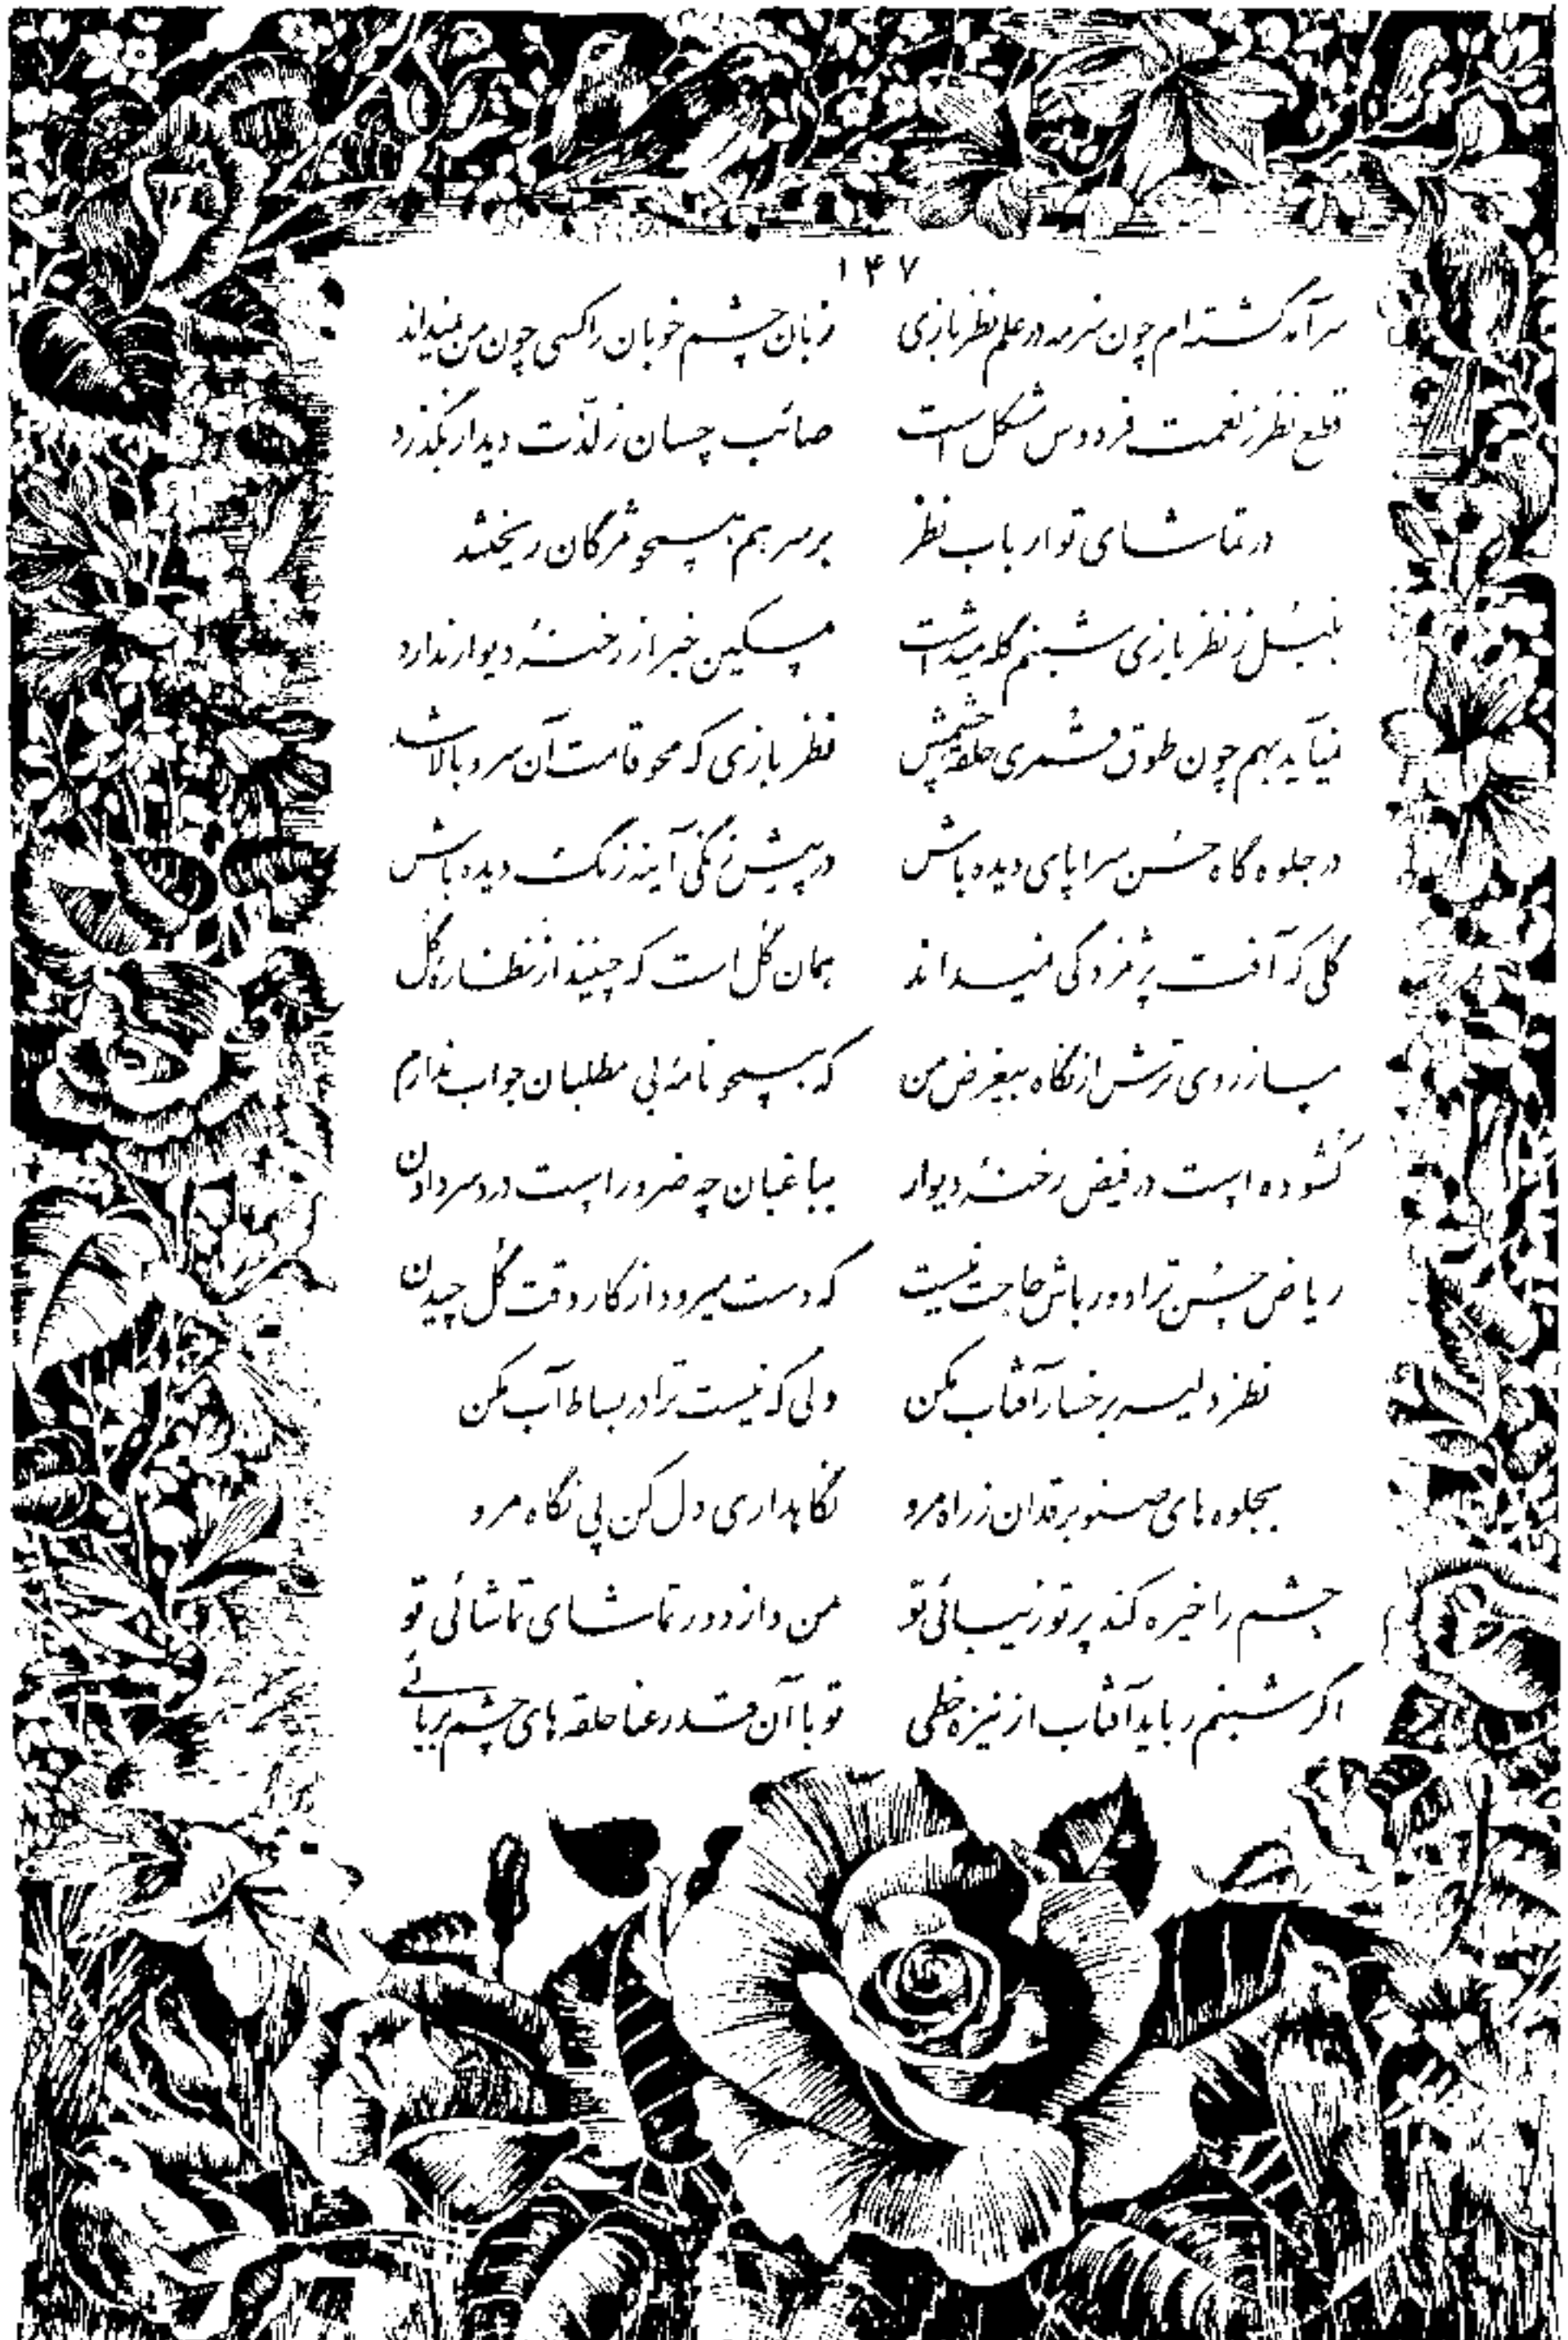 ۱۴۷
سرآمد گشته‌ام چون سرمه در علم نظربازی زبان چشم خوبان را کسی چون من نمیداند
قطع نظر ز نعمت فردوس مشکل است صائب چسان ز لذت دیدار بگذرد
در تماشای تو ارباب نظر بر سر هم همچو مژگان ریختند
بلبل ز نظربازی شبنم گله میداشت مسکین خبر از رخنهٔ دیوار ندارد
نمیآید بهم چون طوق قمری حلقهٔ چشمش نظربازی که محو قامت آن سرو بالا شد
در جلوه گاه حسن سراپای دیده باش در پیش زنگی آینه زنگ دیده باش
گلی که آفت پژمردگی نمیداند همان گل است که چینند از نظارهٔ گل
مساز روی ترش از نگاه بیغرض من که همچو نامهٔ بی مطلبان جواب ندارم
گشوده است در فیض رخنهٔ دیوار بباغبان چه ضرور است دردسر دادن
ریاض حسن ترا دورباش حاجت نیست که دست میرود از کار وقت گل چیدن
نظر دلیر برخسار آفتاب مکن دلی که نیست ترا در بساط آب مکن
بجلوه های صنوبر قدان ز راه مرو نگاهداری دل کن پی نگاه مرو
چشم را خیره کند پرتو زیبائی تو من و از دور تماشای تماشائی تو
اگر شبنم رباید آفتاب از نیزهٔ خطی تو با آن قد رعنا حلقه های چشم بربائی